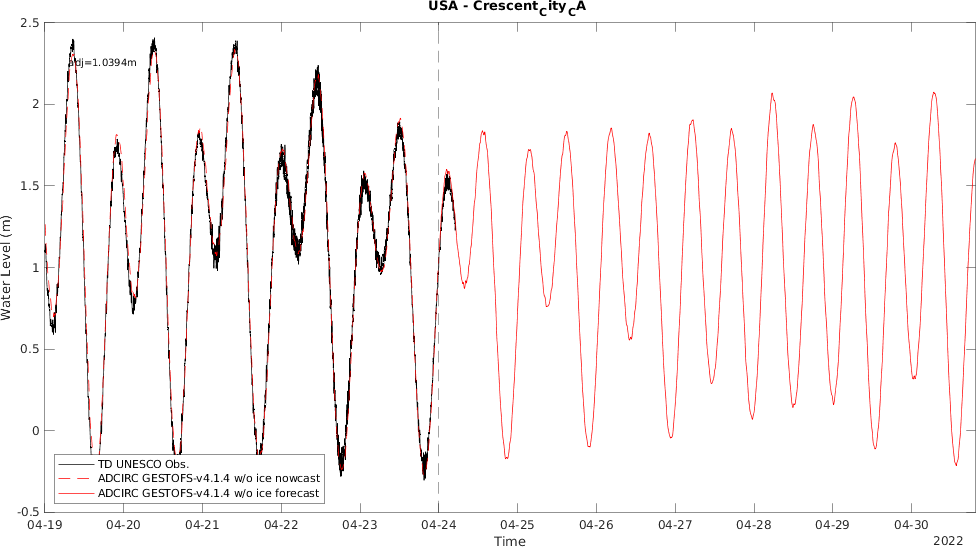 USA - Crescent_City_CA
adj=1.0394m
2.5
2
1.5
1
0.5
0
-0.5
Water Level (m)
TD UNESCO Obs.
ADCIRC GESTOFS-v4.1.4 w/o ice nowcast
ADCIRC GESTOFS-v4.1.4 w/o ice forecast
04-19 04-20 04-21 04-22 04-23 04-24 04-25 04-26 04-27 04-28 04-29 04-30
Time
2022